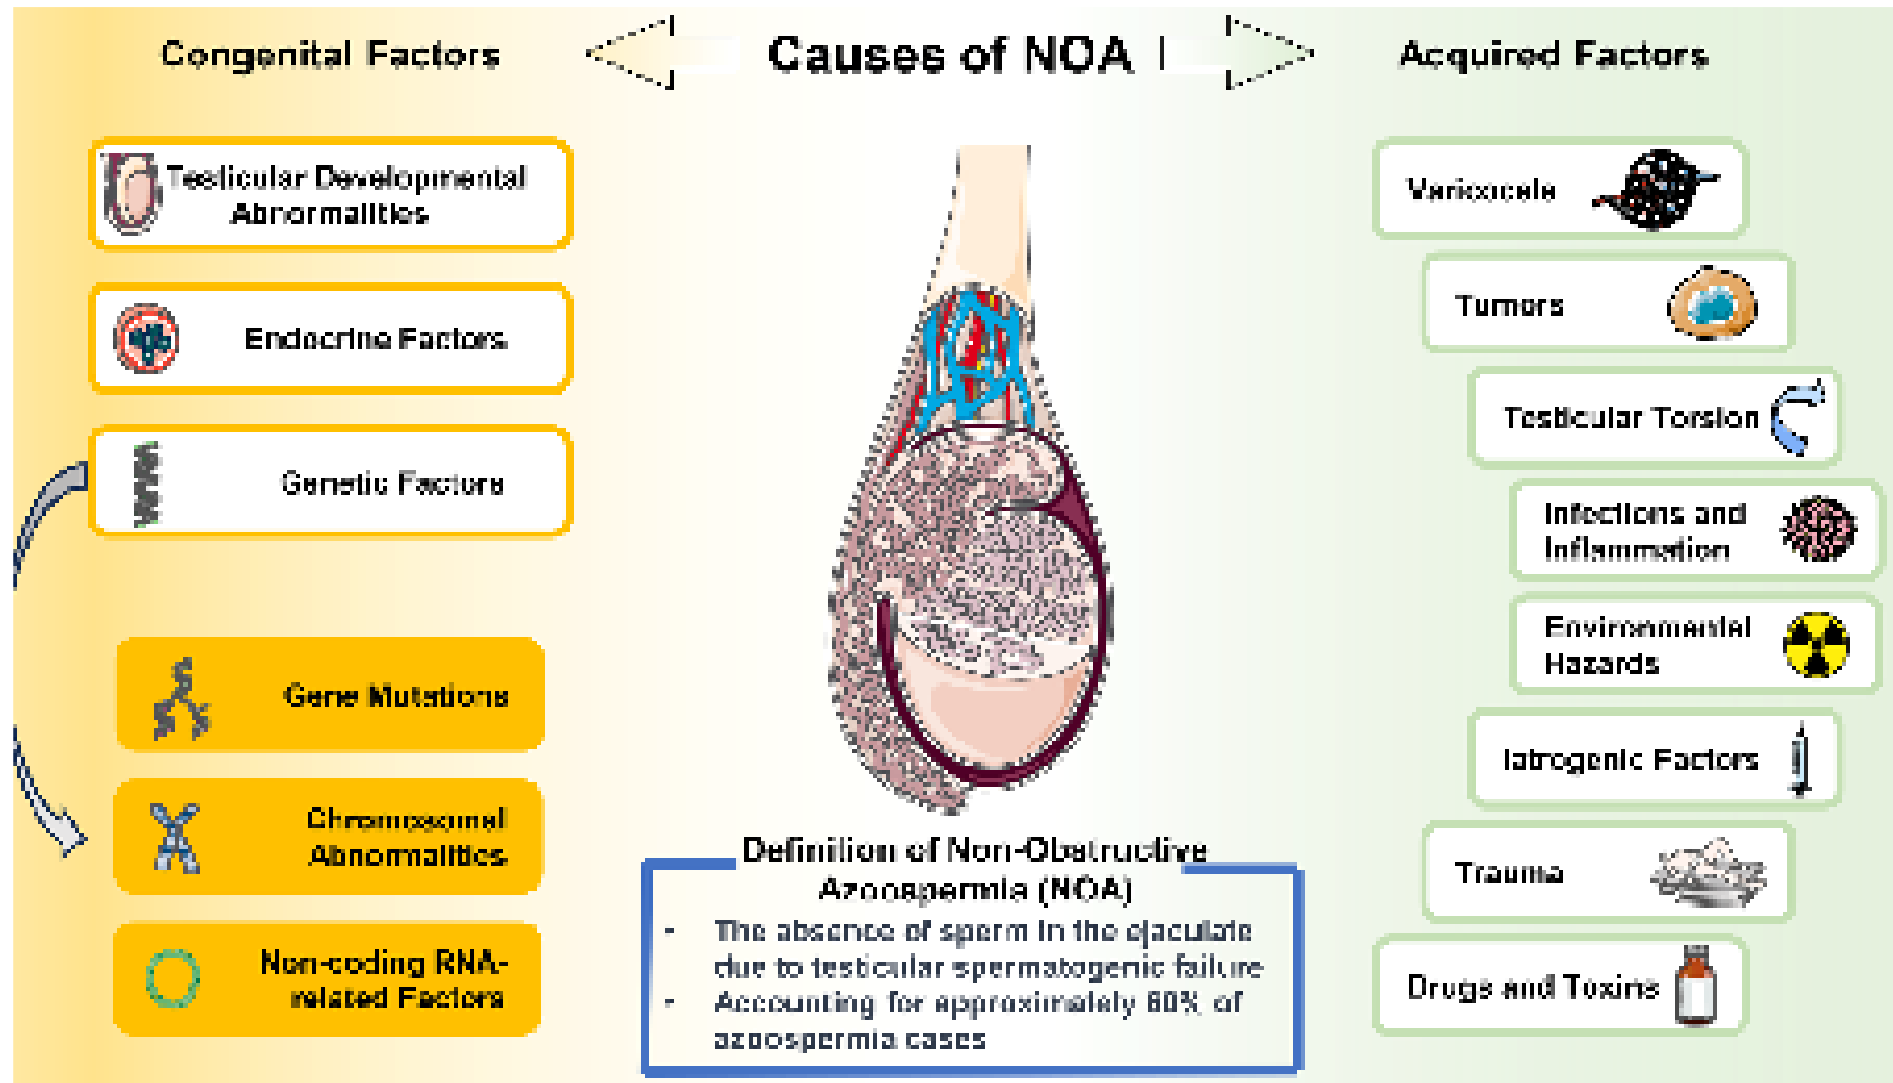 Congenital Factors
Causes of NOA
Acquired Factors
Testicular Developmental
Abnormalities
Endocrine Factors
Genetic Factors
Gene Mutations
Chromosomal
Abnormalities
Non-coding RNA-
related Factors
Definition of Non-Obstructive
Azoospermia (NOA)
- The absence of sperm in the ejaculate
due to testicular spermatogenic failure
- Accounting for approximately 60% of
azoospermia cases
Varicocele
Tumors
Testicular Torsion
Infections and
Inflammation
Environmental
Hazards
Iatrogenic Factors
Trauma
Drugs and Toxins